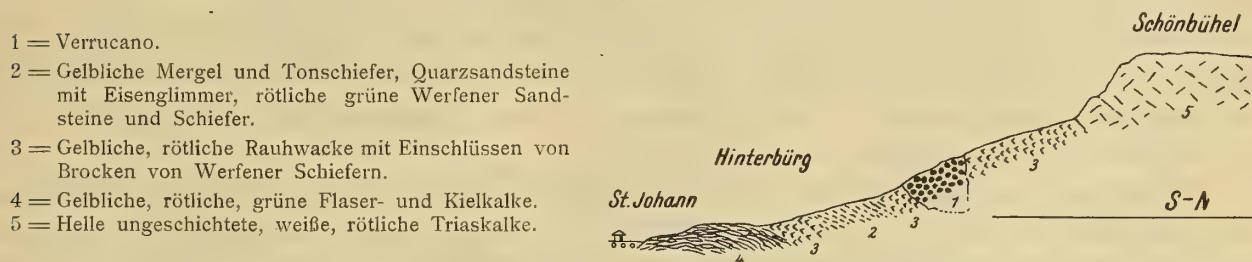 1 = Verrucano.
2 = Gelbliche Mergel und Tonschiefer, Quarzsandsteine
mit Eisenglimmer, rötliche grüne Werfener Sand-
steine und Schiefer.
3 = Gelbliche, rötliche Rauhwacke mit Einschlüssen von
Brocken von Werfener Schiefern.
4 = Gelbliche, rötliche, grüne Flaser- und Kielkalke.
5 = Helle ungeschichtete, weiße, rötliche Triaskalke.
Schönbühel
5
3
Hinterbürg
1
St. Johann
S-N
3
2
3
4